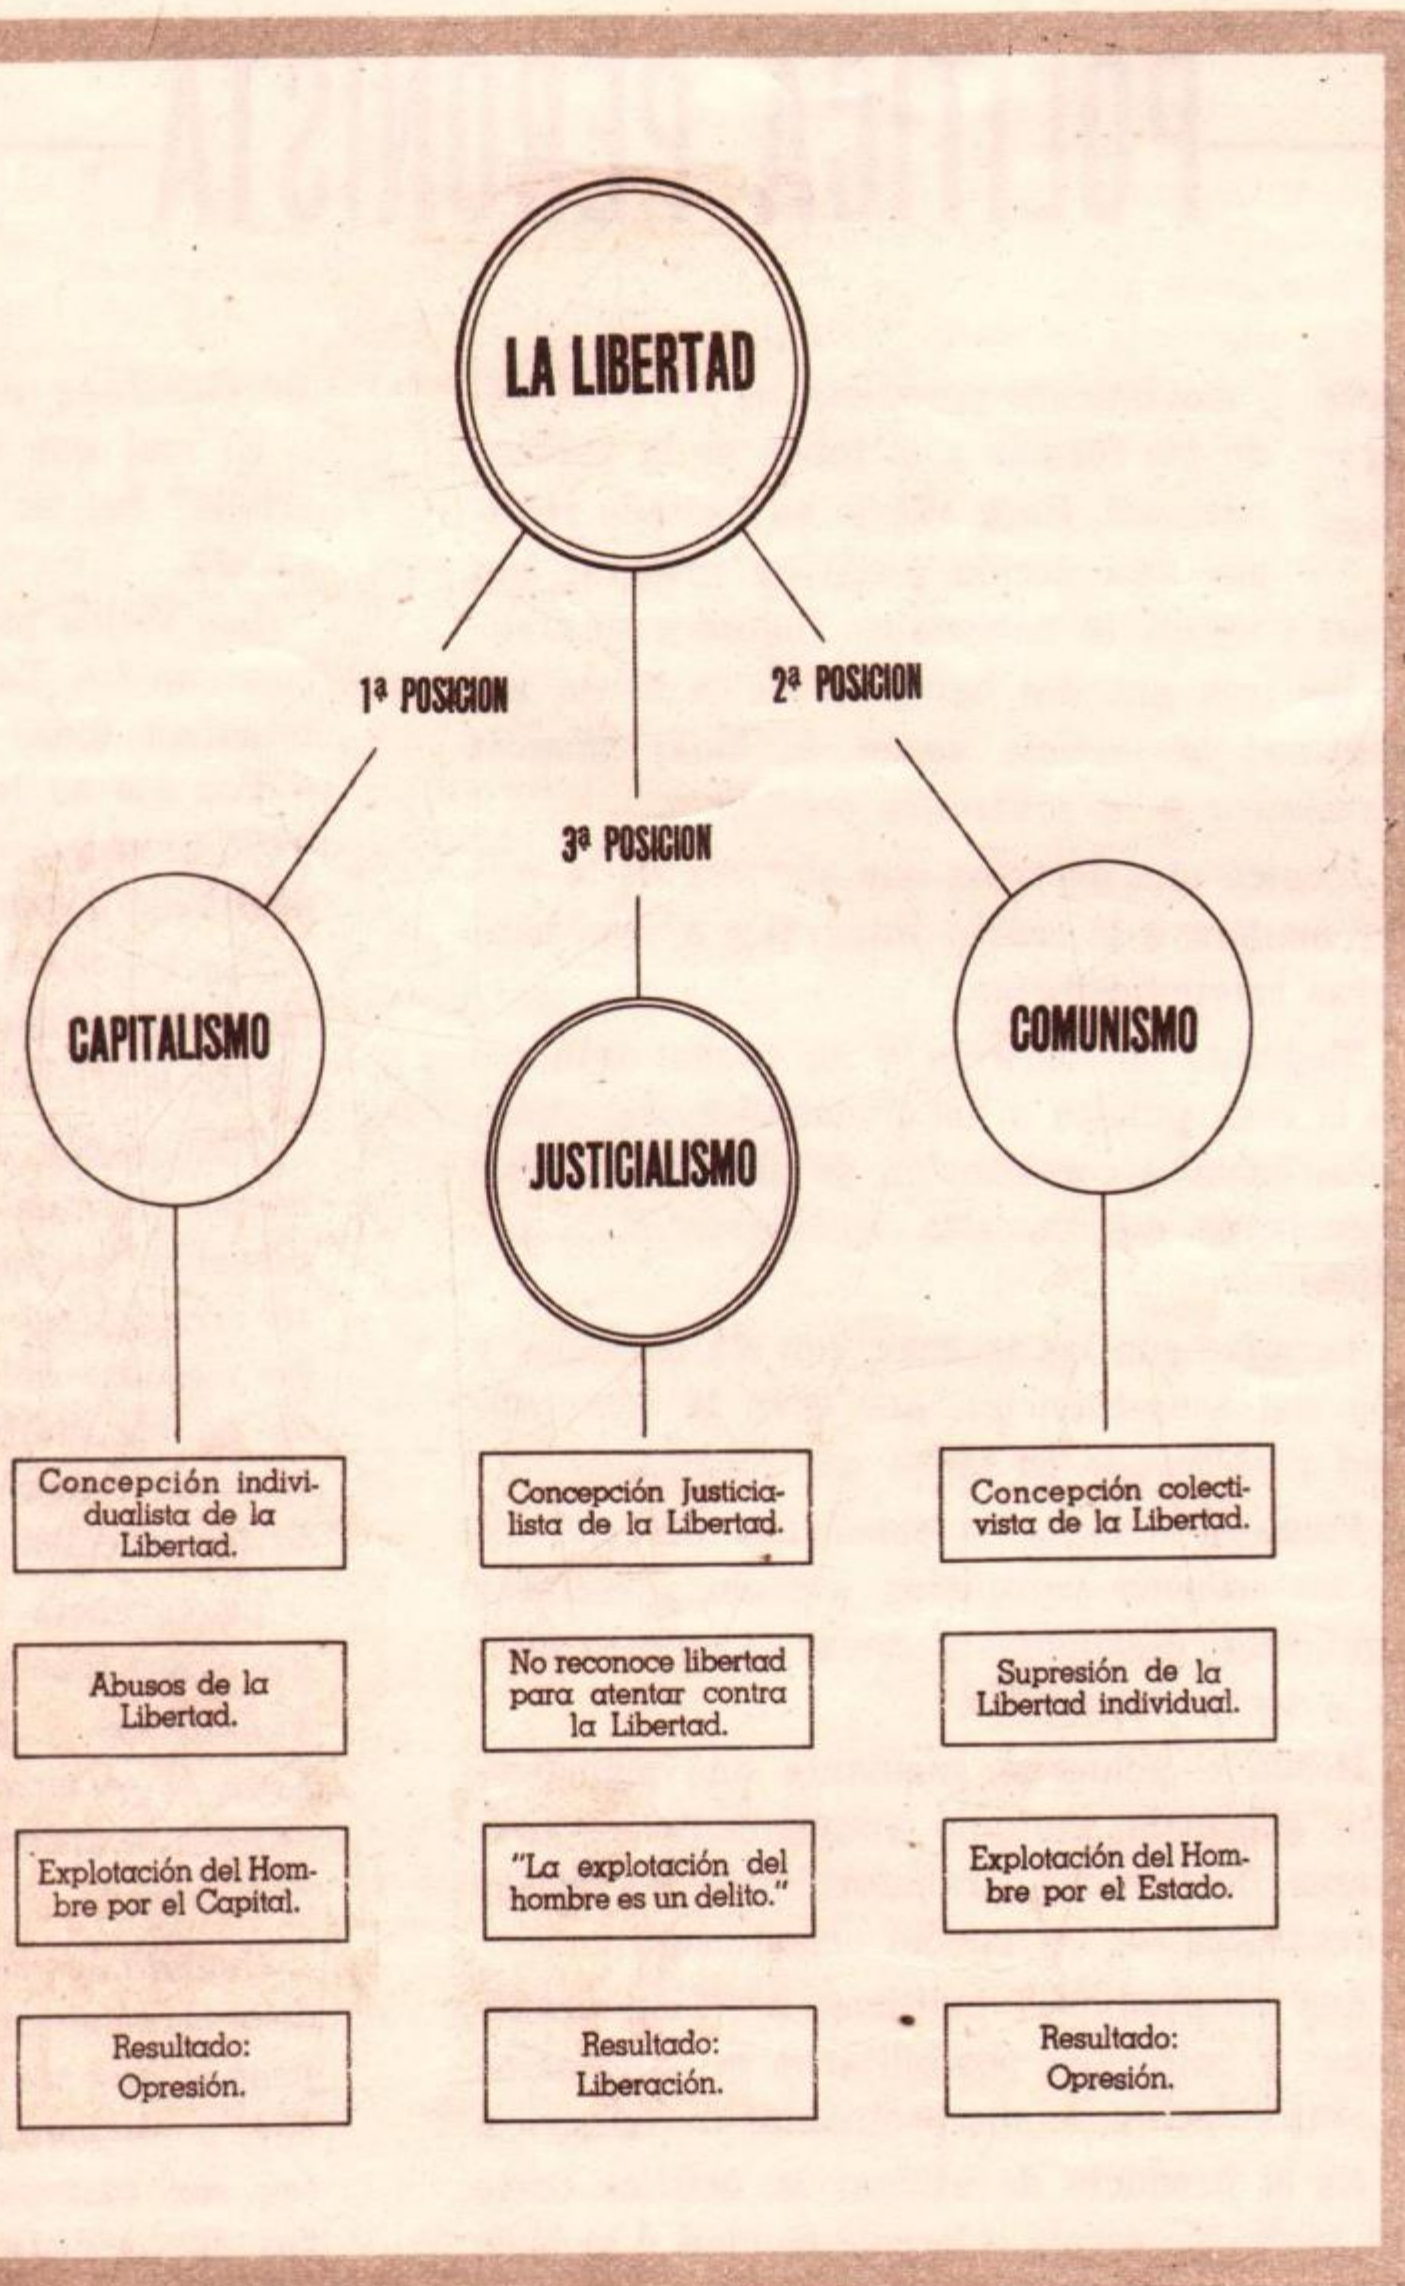 LA LIBERTAD
1ª POSICION
2ª POSICION
3ª POSICION
CAPITALISMO
JUSTICIALISMO
COMUNISMO
Concepción indivi-
dualista de la
Libertad.
Abusos de la
Libertad.
Explotación del Hom-
bre por el Capital.
Resultado:
Opresión.
Concepción Justicia-
lista de la Libertad.
No reconoce libertad
para atentar contra
la Libertad.
"La explotación del
hombre es un delito."
Resultado:
Liberación.
Concepción colecti-
vista de la Libertad.
Supresión de la
Libertad individual.
Explotación del Hom-
bre por el Estado.
Resultado:
Opresión.